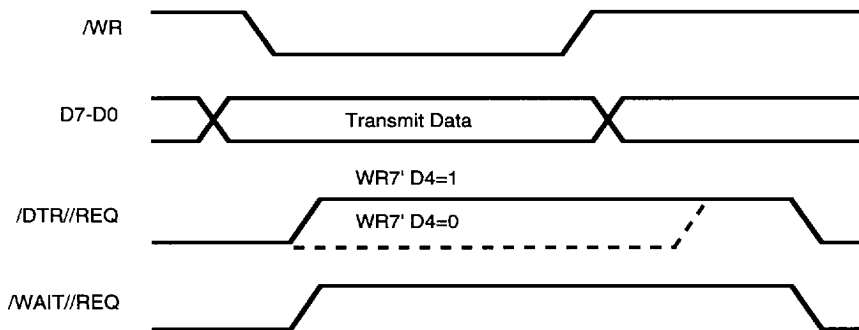 /WR
D7-D0
Transmit Data
WR7' D4=1
/DTR//REQ
WR7' D4=0
/WAIT//REQ